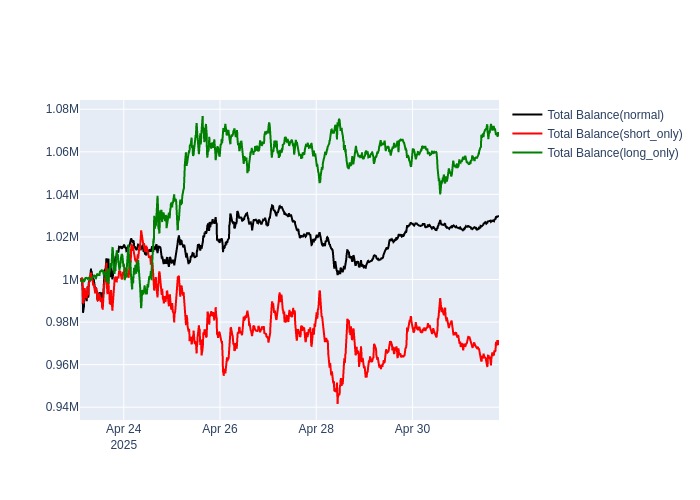 1.08M
1.06M
1.04M
1.02M
1M
0.98M
0.96M
0.94M
Apr 24
2025
Apr 26
Apr 28
Apr 30
Total Balance(normal)
Total Balance(short_only)
Total Balance(long_only)